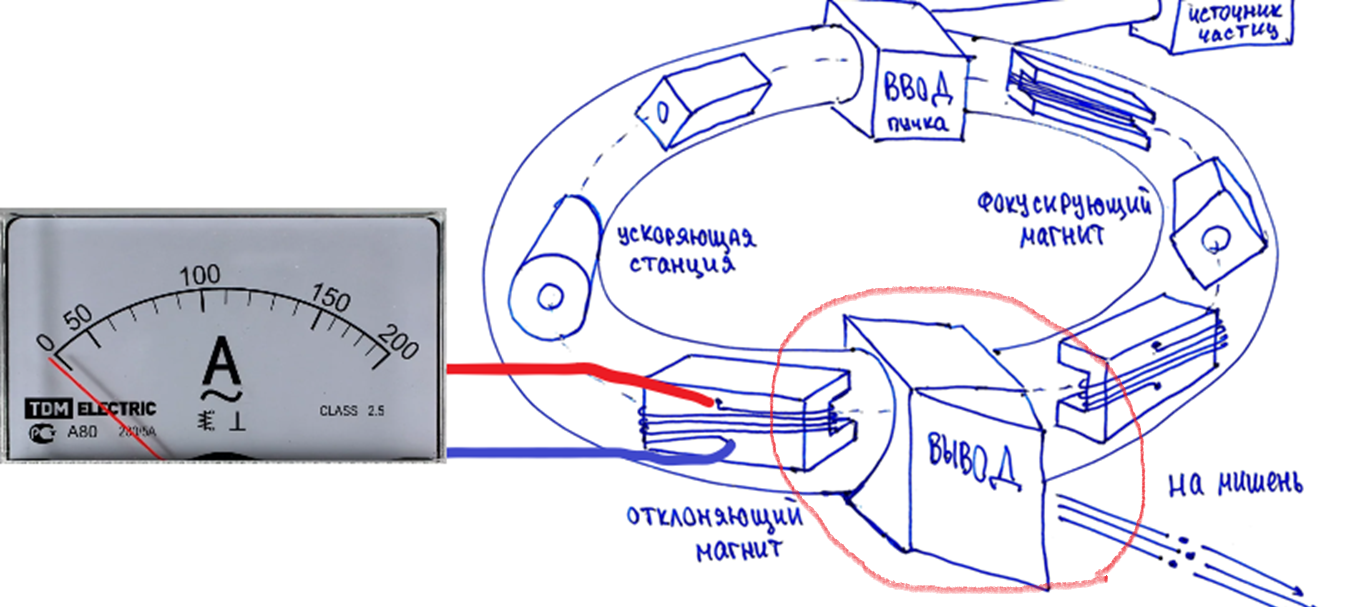 источник
частиц
ВВОД
пучка
ФОКУСИРУЮЩИЙ
МАГНИТ
УСКОРЯЮЩАЯ
СТАНЦИЯ
0
50
100
150
200
A
TDM ELECTRIC
A80
CLASS 2.5
ВЫВОД
НА МИШЕНЬ
ОТКЛОНЯЮЩИЙ
МАГНИТ